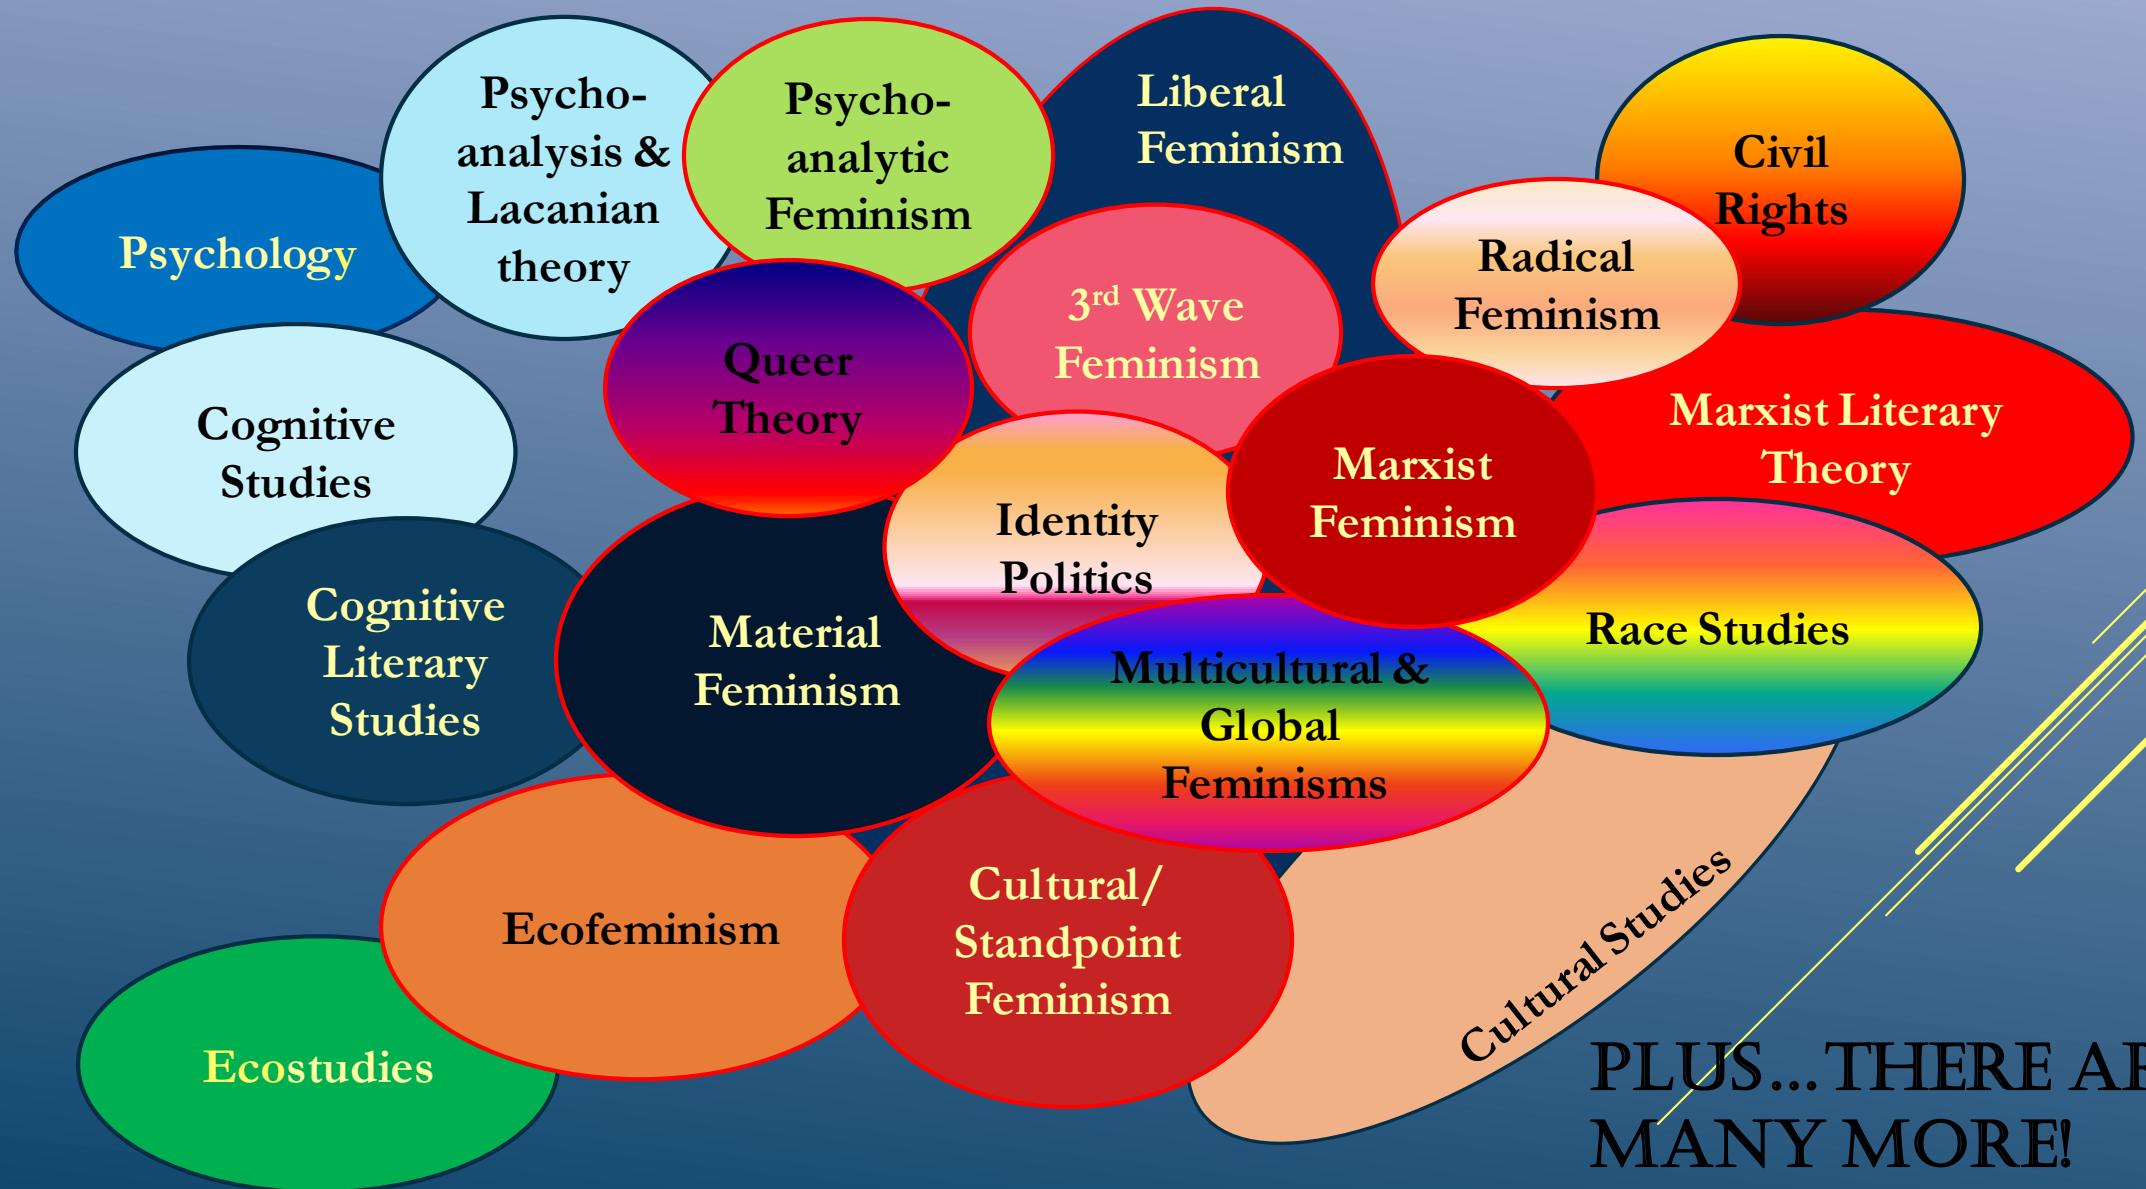 Psycho-
analysis &
Lacanian
theory
Psycho-
analytic
Feminism
Liberal
Feminism
Civil
Rights
Psychology
Radical
Feminism
3rd Wave
Feminism
Queer
Theory
Cognitive
Studies
Marxist Literary
Theory
Marxist
Feminism
Identity
Politics
Cognitive
Literary
Studies
Material
Feminism
Race Studies
Multicultural &
Global
Feminisms
Ecofeminism
Cultural/
Standpoint
Feminism
Cultural Studies
Ecostudies
PLUS...THERE
MANY MORE!